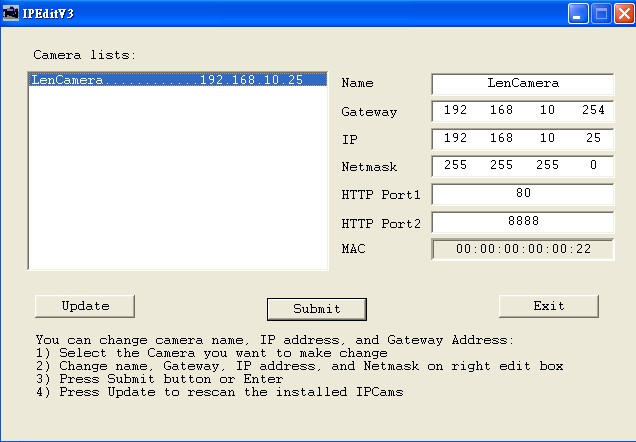 IPEditV3
Camera lists:
LenCamera............192.168.10.25
Name LenCamera
Gateway 192 168 10 254
IP 192 168 10 25
Netmask 255 255 255 0
HTTP Port1 80
HTTP Port2 8888
MAC 00:00:00:00:00:22
Update Submit Exit
You can change camera name, IP address, and Gateway Address:
1) Select the Camera you want to make change
2) Change name, Gateway, IP address, and Netmask on right edit box
3) Press Submit button or Enter
4) Press Update to rescan the installed IPCams